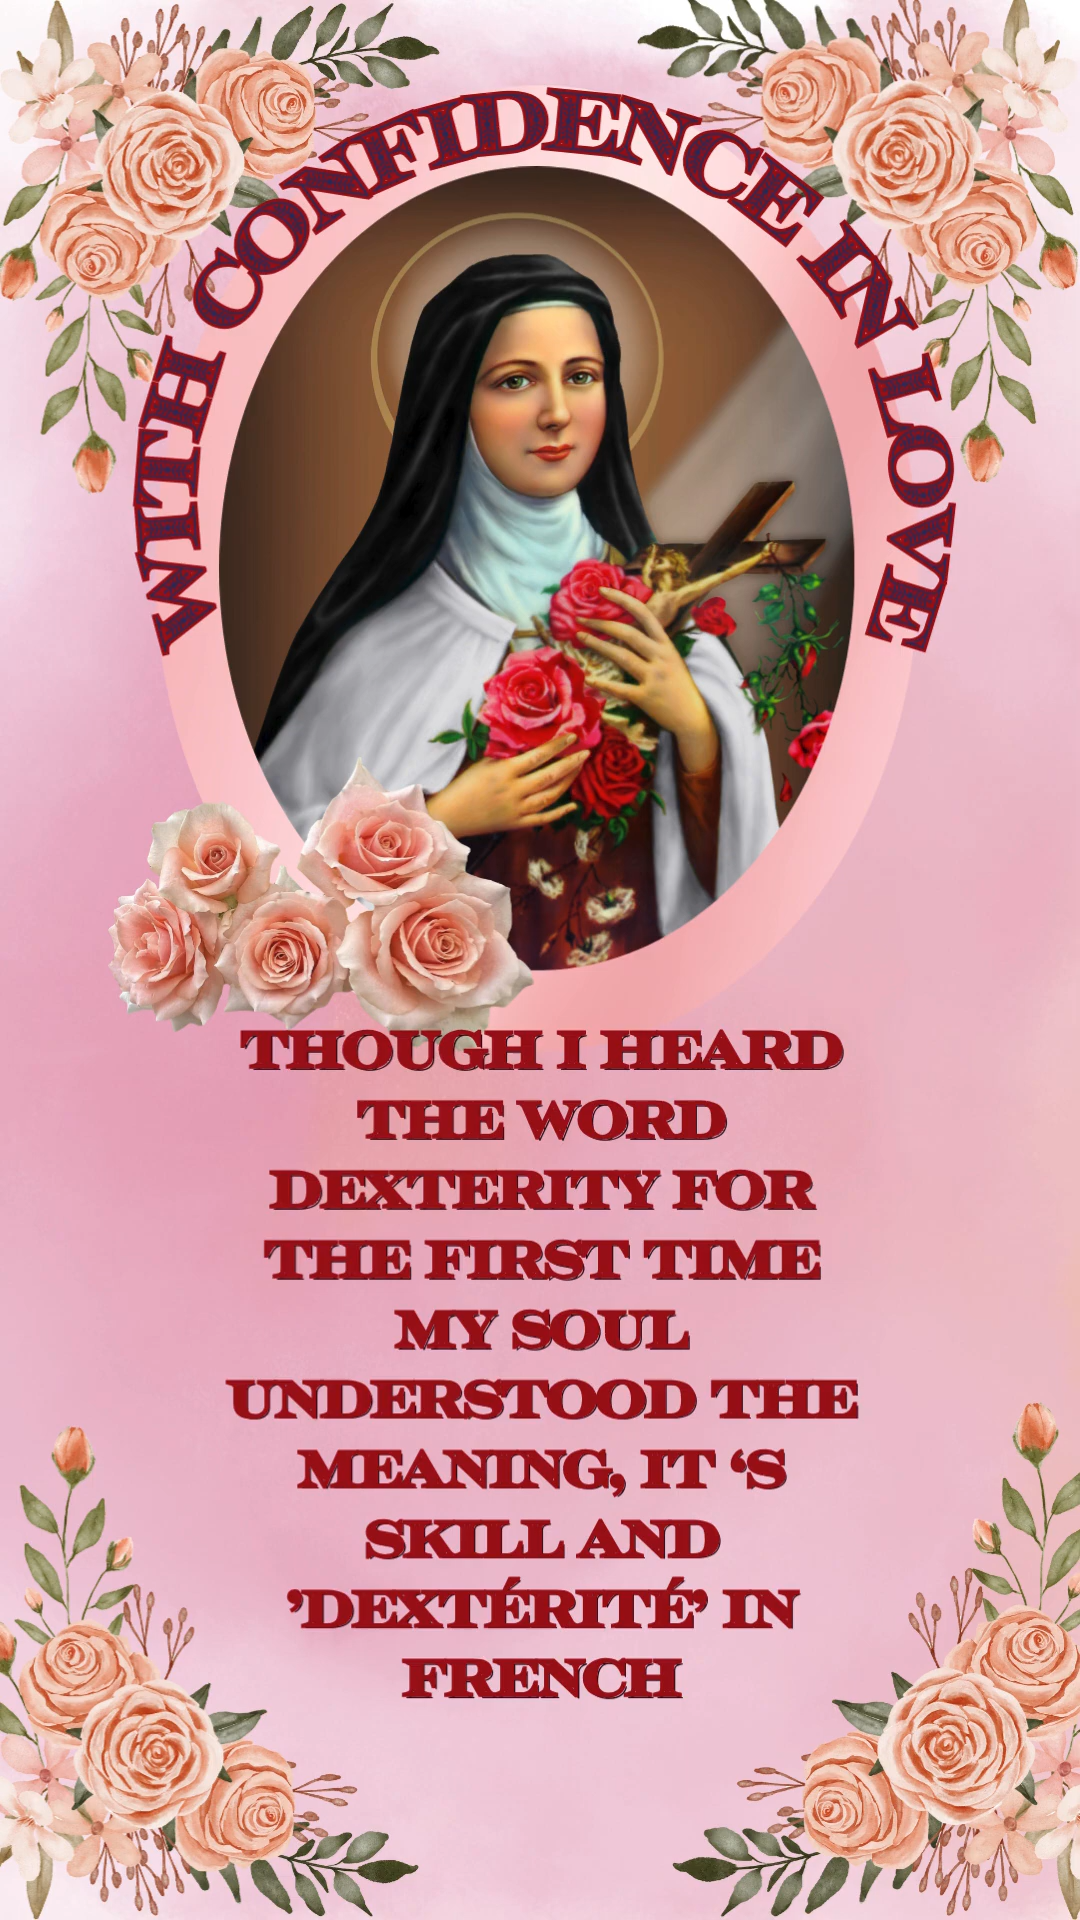 WITH CONFIDENCE IN LOVE
THOUGH I HEARD
THE WORD
DEXTERITY FOR
THE FIRST TIME
MY SOUL
UNDERSTOOD THE
MEANING, IT ‘S
SKILL AND
’DEXTÉRITÉ’ IN
FRENCH